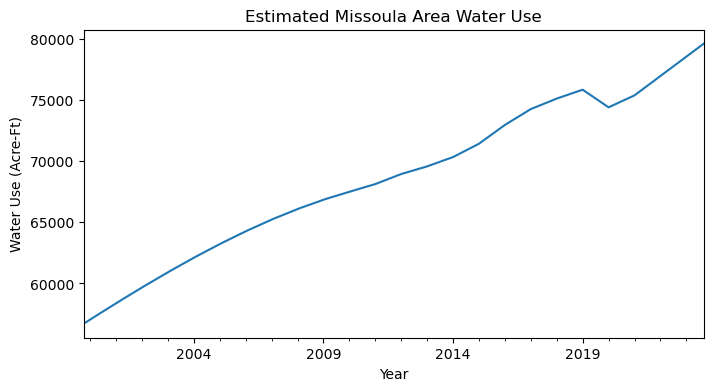 Estimated Missoula Area Water Use
80000
75000
70000
65000
60000
Water Use (Acre-Ft)
2004 2009 2014 2019
Year